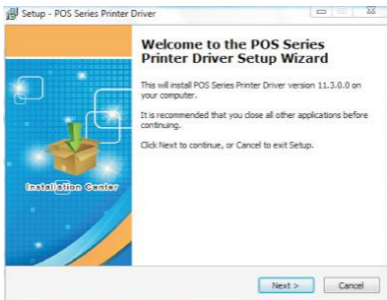 Setup - POS Series Printer Driver
Welcome to the POS Series
Printer Driver Setup Wizard
This will install POS Series Printer Driver version 11.3.0.0 on
your computer.
It is recommended that you close all other applications before
continuing.
Click Next to continue, or Cancel to exit Setup.
Installation Center
Next >
Cancel